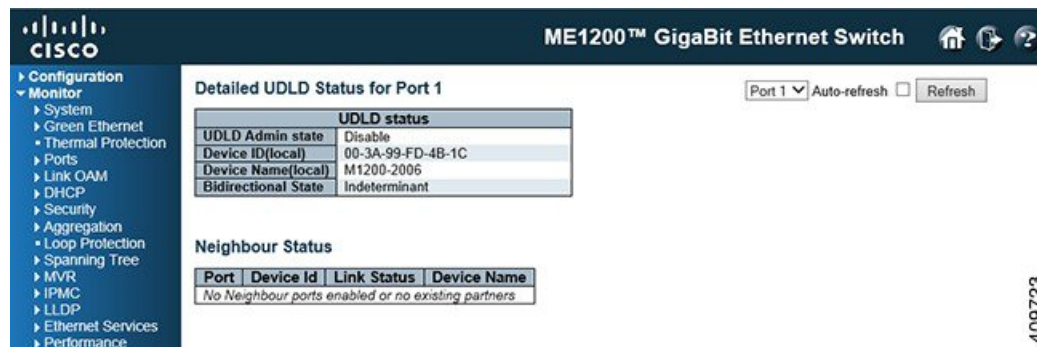 CISCO
ME1200™ GigaBit Ethernet Switch
Configuration
Monitor
System
Green Ethernet
Thermal Protection
Ports
Link OAM
DHCP
Security
Aggregation
Loop Protection
Spanning Tree
MVR
IPMC
LLDP
Ethernet Services
Performance
Detailed UDLD Status for Port 1
Port 1 Auto-refresh Refresh
UDLD status
UDLD Admin state Disable
Device ID(local) 00-3A-99-FD-4B-1C
Device Name(local) M1200-2006
Bidirectional State Indeterminant
Neighbour Status
Port Device Id Link Status Device Name
No Neighbour ports enabled or no existing partners
409723